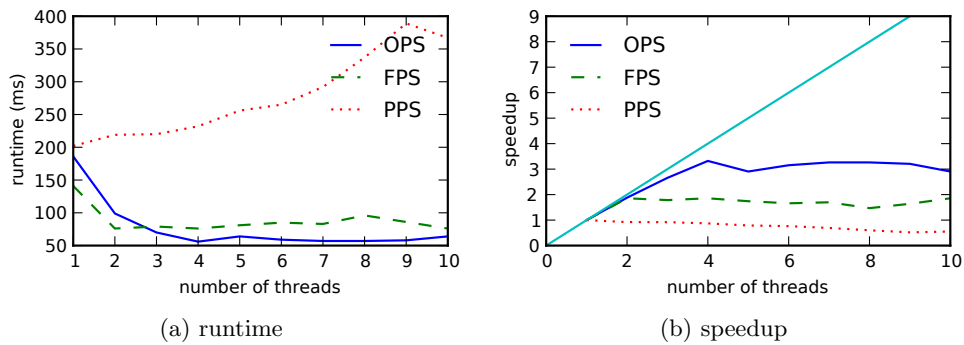 400
350
300
250
200
150
100
50
runtime (ms)
OPS
FPS
PPS
1 2 3 4 5 6 7 8 9 10
number of threads
(a) runtime
9
8
7
6
5
4
3
2
1
0
speedup
OPS
FPS
PPS
0 2 4 6 8 10
number of threads
(b) speedup